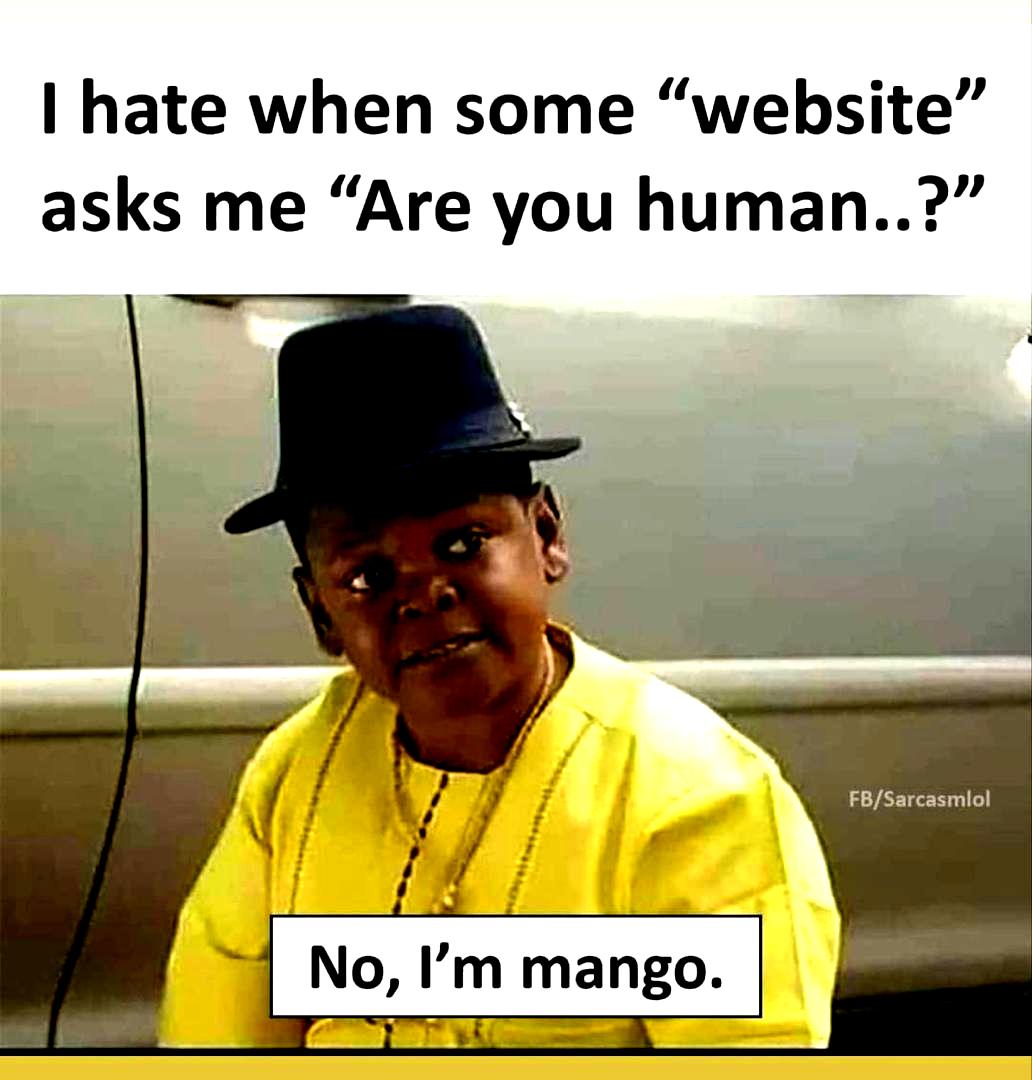 I hate when some “website”
asks me “Are you human..?”
FB/Sarcasmlol
No, I’m mango.